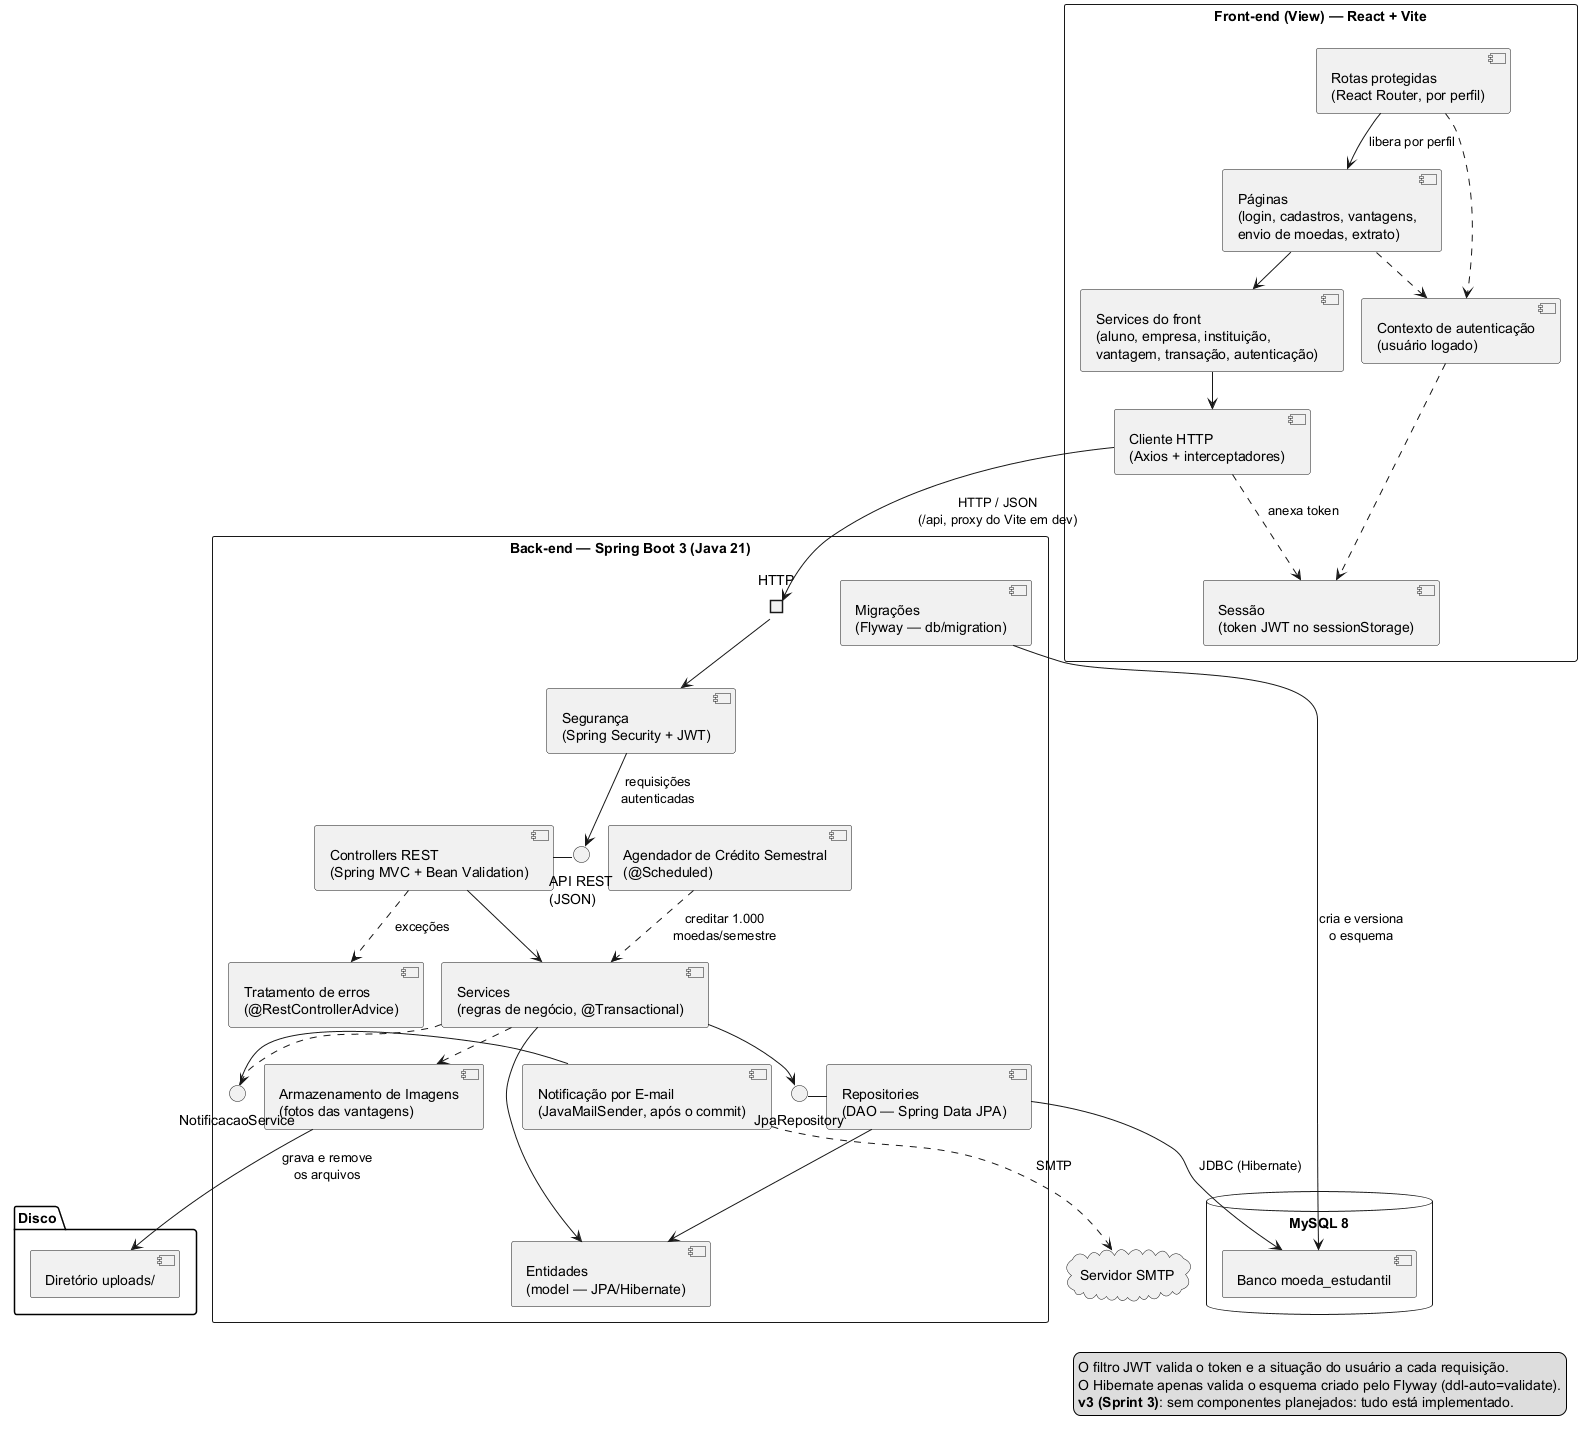 Front-end (View) — React + Vite
Rotas protegidas
(React Router, por perfil)
libera por perfil
Páginas
(login, cadastros, vantagens,
envio de moedas, extrato)
Services do front
(aluno, empresa, instituição,
vantagem, transação, autenticação)
Contexto de autenticação
(usuário logado)
Cliente HTTP
(Axios + interceptadores)
anexa token
HTTP / JSON
(/api, proxy do Vite em dev)
Sessão
(token JWT no sessionStorage)
Back-end — Spring Boot 3 (Java 21)
HTTP
Migrações
(Flyway — db/migration)
Segurança
(Spring Security + JWT)
requisições
autenticadas
Controllers REST
(Spring MVC + Bean Validation)
API REST
(JSON)
Agendador de Crédito Semestral
(@Scheduled)
exceções
creditar 1.000
moedas/semestre
cria e versiona
o esquema
Tratamento de erros
(@RestControllerAdvice)
Services
(regras de negócio, @Transactional)
NotificacaoService
Armazenamento de Imagens
(fotos das vantagens)
Notificação por E-mail
(JavaMailSender, após o commit)
JpaRepository
Repositories
(DAO — Spring Data JPA)
grava e remove
os arquivos
SMTP
JDBC (Hibernate)
Disco
Diretório uploads/
Entidades
(model — JPA/Hibernate)
Servidor SMTP
MySQL 8
Banco moeda_estudantil
O filtro JWT valida o token e a situação do usuário a cada requisição.
O Hibernate apenas valida o esquema criado pelo Flyway (ddl-auto=validate).
v3 (Sprint 3): sem componentes planejados: tudo está implementado.